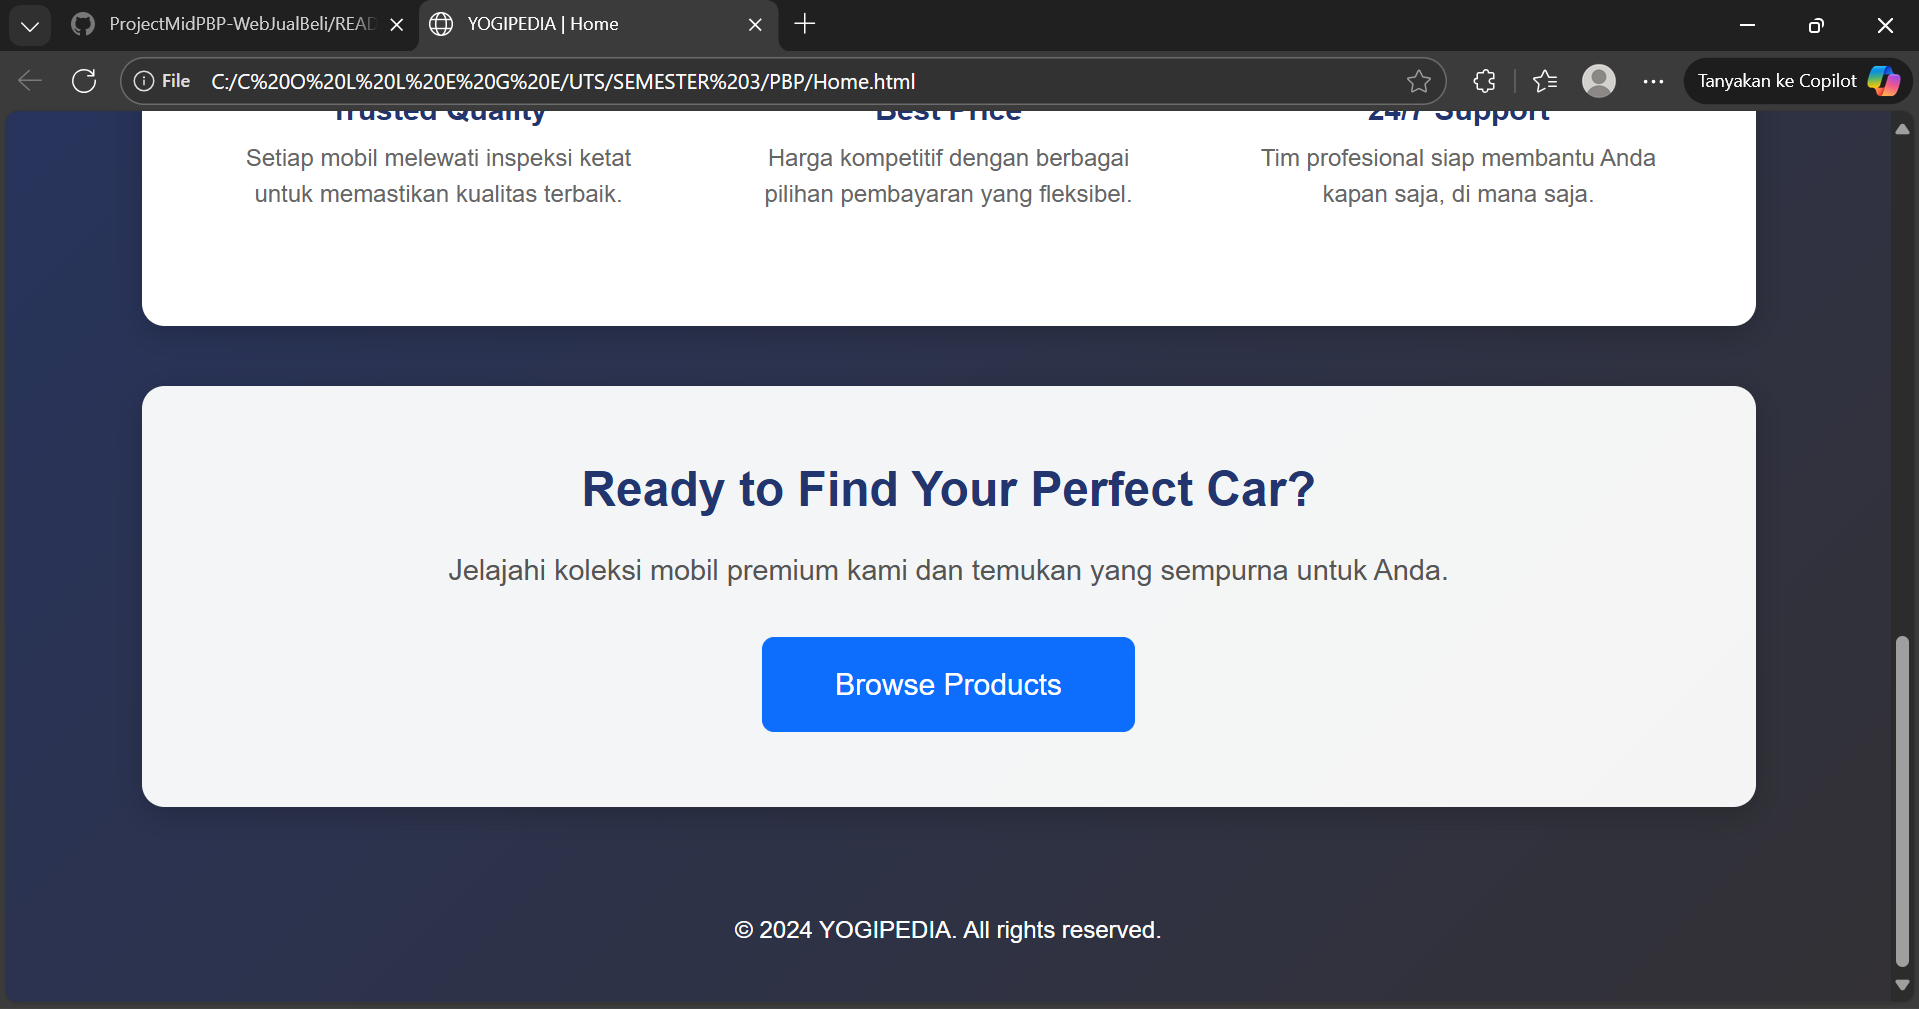 ProjectMidPBP-WebJualBeli/READ
YOGIPEDIA | Home
File
C:/C%20O%20L%20L%20E%20G%20E/UTS/SEMESTER%203/PBP/Home.html
Tanyakan ke Copilot
Trusted Quality
Best Price
24/7 Support
Setiap mobil melewati inspeksi ketat
untuk memastikan kualitas terbaik.
Harga kompetitif dengan berbagai
pilihan pembayaran yang fleksibel.
Tim profesional siap membantu Anda
kapan saja, di mana saja.
Ready to Find Your Perfect Car?
Jelajahi koleksi mobil premium kami dan temukan yang sempurna untuk Anda.
Browse Products
© 2024 YOGIPEDIA. All rights reserved.